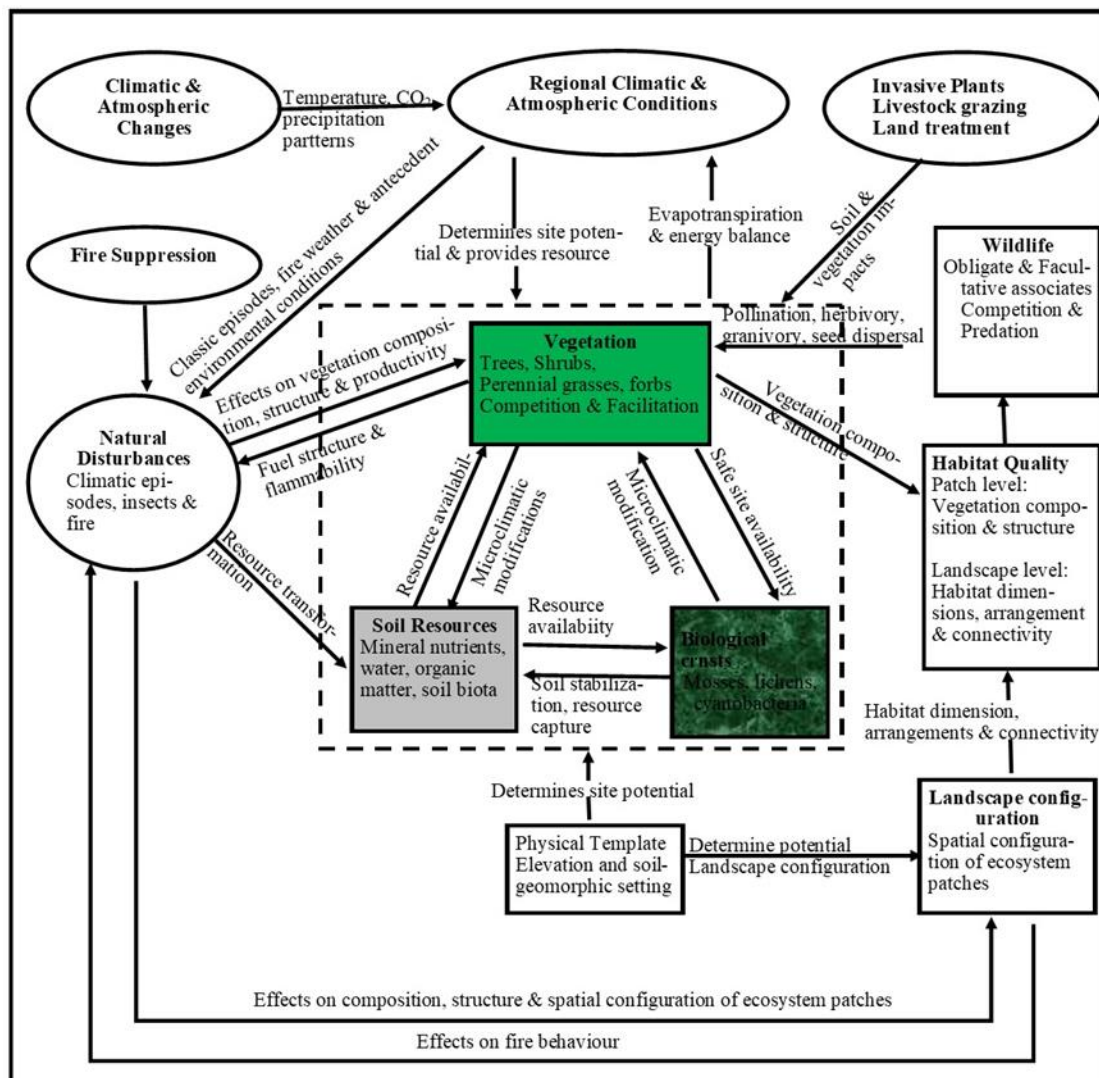 Climatic &
Atmospheric
Changes
Temperature, CO₂,
precipitation
partterns
Regional Climatic &
Atmospheric Conditions
Invasive Plants
Livestock grazing
Land treatment
Fire Suppression
Classic episodes, fire weather & antecedent
environmental conditions
Determines site poten-
tial & provides resource
Evapotranspiration
& energy balance
Soil &
vegetation im-
pacts
Wildlife
Obligate & Facul-
tative associates
Competition &
Predation
Pollination, herbivory,
granivory, seed dispersal
Vegetation
Trees, Shrubs,
Perennial grasses, forbs
Competition & Facilitation
Effects on vegetation composi-
tion, structure & productivity
Fuel structure &
flammability
Natural
Disturbances
Climatic epi-
sodes, insects &
fire
Vegetation compo-
sition & structure
Habitat Quality
Patch level:
Vegetation compo-
sition & structure
Landscape level:
Habitat dimen-
sions, arrangement
& connectivity
Resource availabil-
Microclimatic
modifications
Microclimatic
modification
Safe site availability
Resource transfor-
mation
Soil Resources
Mineral nutrients,
water, organic
matter, soil biota
Resource
availabiity
Soil stabiliza-
tion, resource
capture
Biological
crnsts
Mosses, lichens,
cyanobacteria
Habitat dimension,
arrangements & connectivity
Determines site potential
Physical Template
Elevation and soil-
geomorphic setting
Determine potential
Landscape configuration
Landscape config-
uration
Spatial configura-
tion of ecosystem
patches
Effects on composition, structure & spatial configuration of ecosystem patches
Effects on fire behaviour